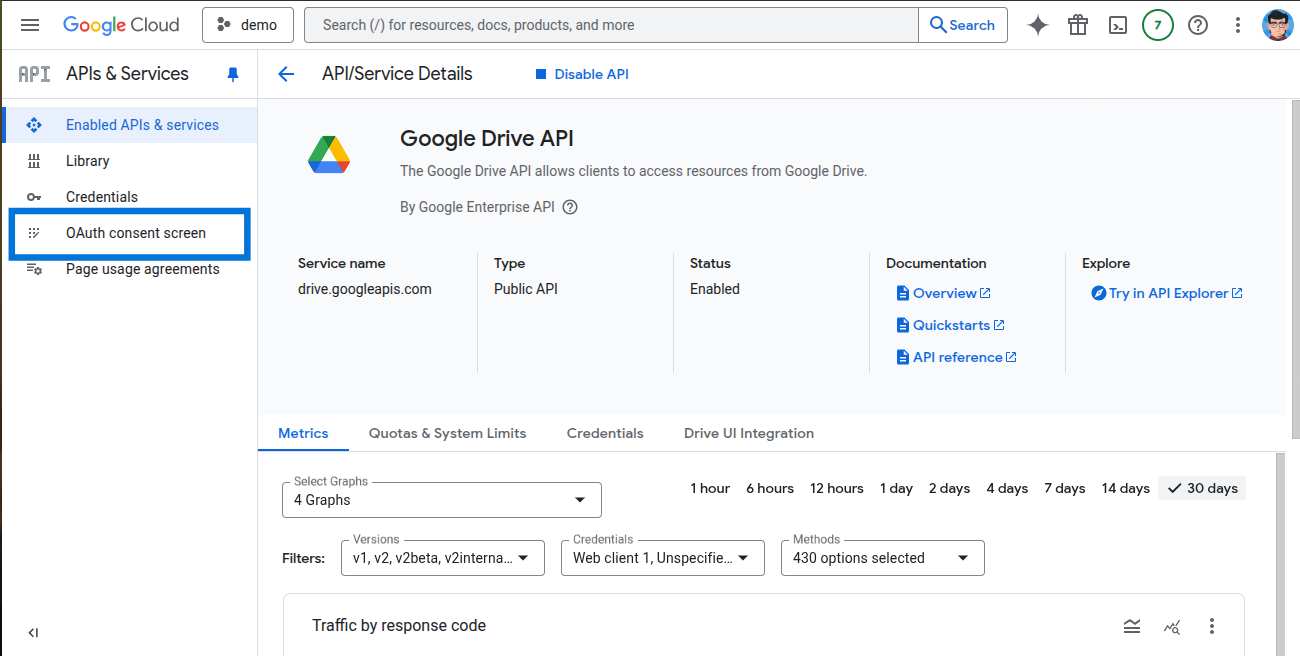 Google Cloud
demo
Search (/) for resources, docs, products, and more
Search
7
API
APIs & Services
API/Service Details
Disable API
Enabled APIs & services
Library
Credentials
OAuth consent screen
Page usage agreements
Google Drive API
The Google Drive API allows clients to access resources from Google Drive.
By Google Enterprise API
Service name
drive.googleapis.com
Type
Public API
Status
Enabled
Documentation
Overview
Quickstarts
API reference
Explore
Try in API Explorer
Metrics
Quotas & System Limits
Credentials
Drive UI Integration
Select Graphs
4 Graphs
1 hour
6 hours
12 hours
1 day
2 days
4 days
7 days
14 days
30 days
Filters:
Versions
v1, v2, v2beta, v2interna...
Credentials
Web client 1, Unspecifie...
Methods
430 options selected
Traffic by response code